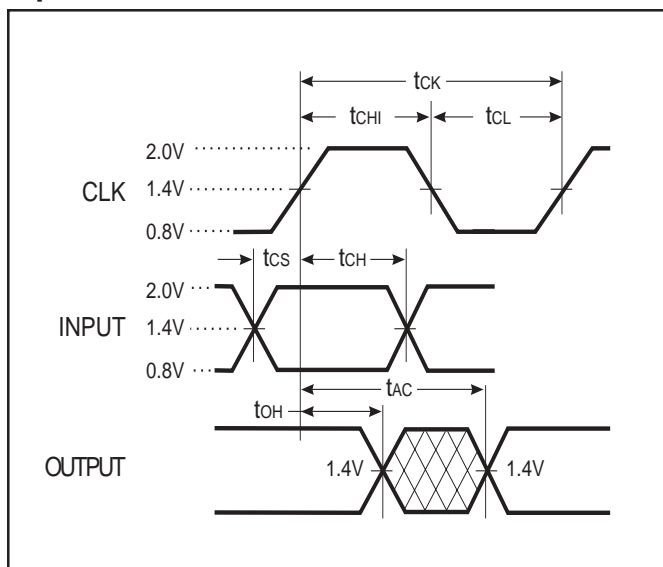 tCK
tCHI tCL
2.0V
CLK 1.4V
0.8V
tCS tCH
2.0V
INPUT 1.4V
0.8V
tAC
tOH
OUTPUT 1.4V 1.4V